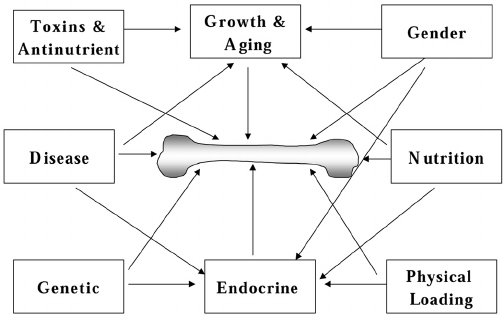 Toxins &
Antinutrient
Growth &
Aging
Gender
Disease
Nutrition
Genetic
Endocrine
Physical
Loading